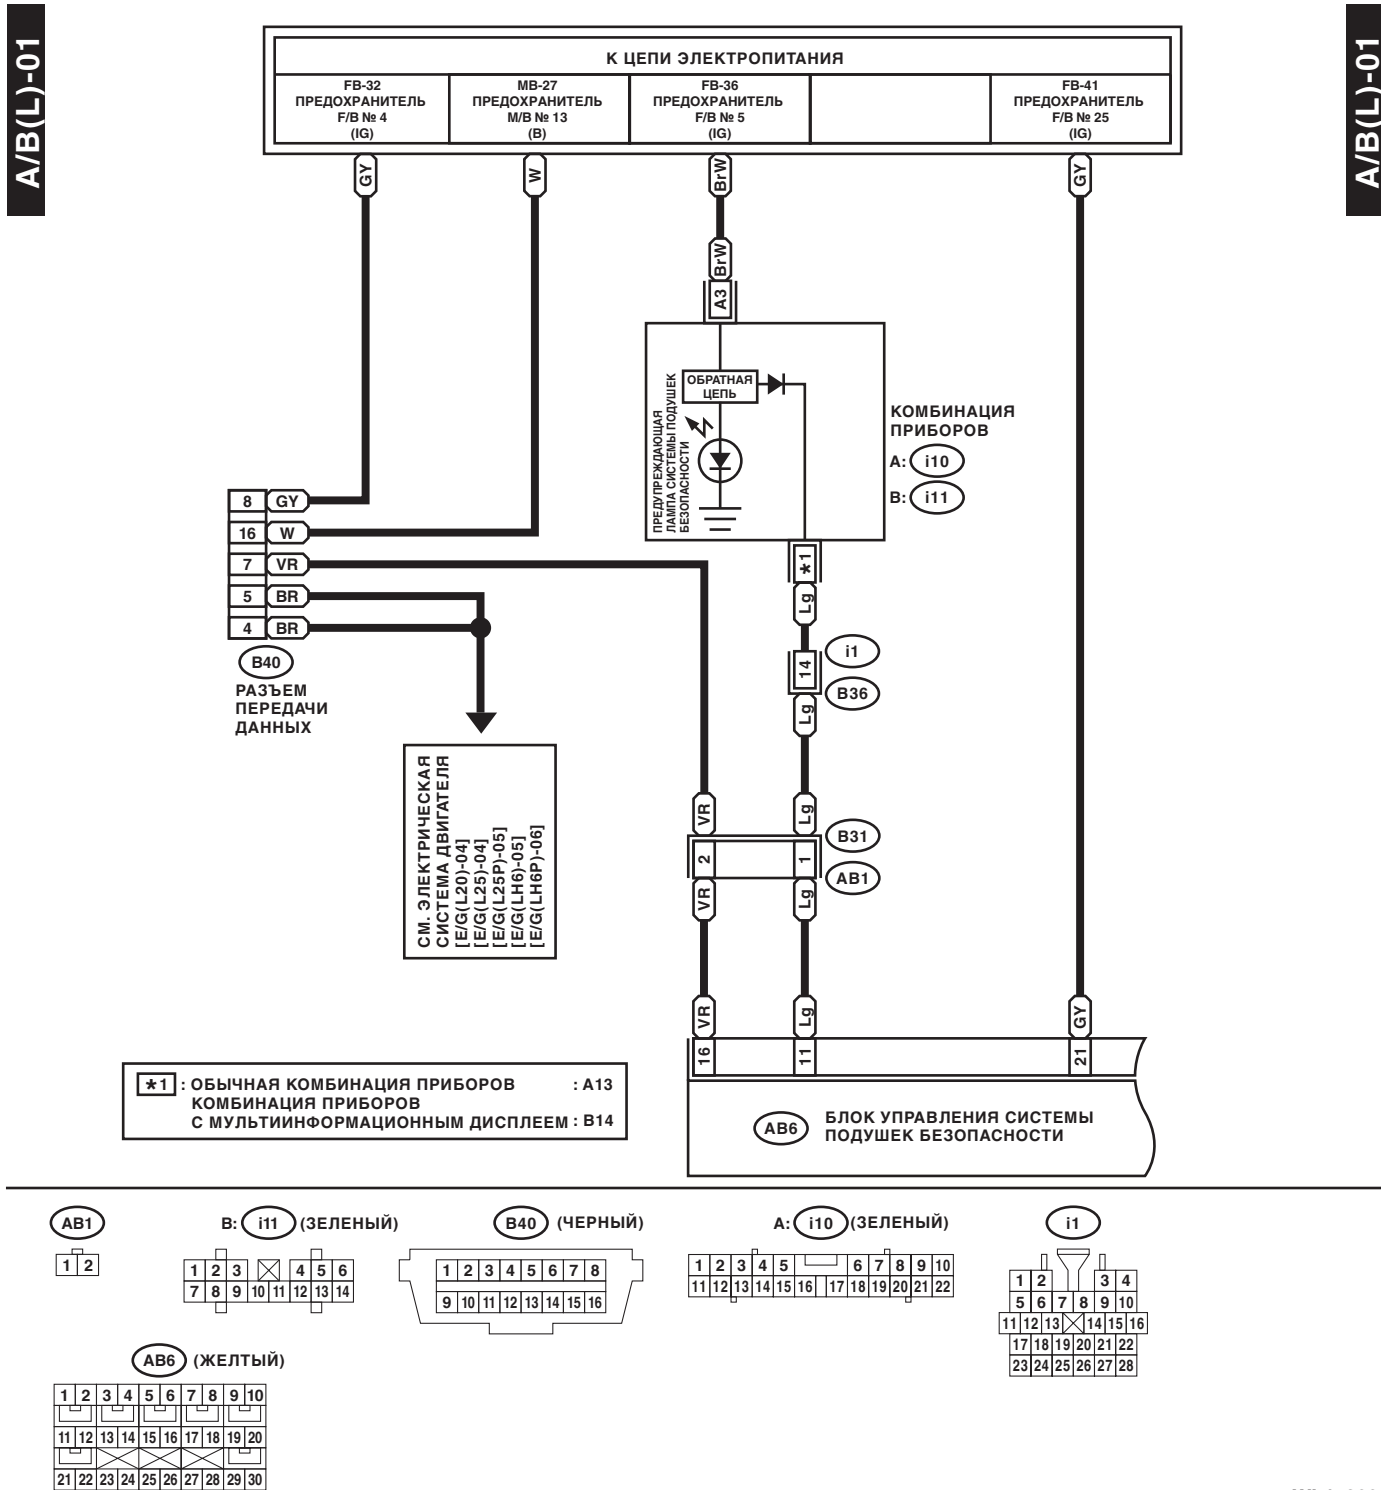 A/B(L)-01
A/B(L)-01
К ЦЕПИ ЭЛЕКТРОПИТАНИЯ
FB-32
ПРЕДОХРАНИТЕЛЬ
F/B № 4
(IG)
MB-27
ПРЕДОХРАНИТЕЛЬ
M/B № 13
(B)
FB-36
ПРЕДОХРАНИТЕЛЬ
F/B № 5
(IG)
FB-41
ПРЕДОХРАНИТЕЛЬ
F/B № 25
(IG)
GY
W
BrW
GY
BrW
A3
ОБРАТНАЯ
ЦЕПЬ
ПРЕДУПРЕЖДАЮЩАЯ
ЛАМПА СИСТЕМЫ ПОДУШЕК
БЕЗОПАСНОСТИ
КОМБИНАЦИЯ
ПРИБОРОВ
A: i10
B: i11
8 GY
16 W
7 VR
5 BR
4 BR
B40
РАЗЪЕМ
ПЕРЕДАЧИ
ДАННЫХ
*1
Lg
14
i1
B36
Lg
СМ. ЭЛЕКТРИЧЕСКАЯ
СИСТЕМА ДВИГАТЕЛЯ
[E/G(L20)-04]
[E/G(L25)-04]
[E/G(L25P)-05]
[E/G(LH6)-05]
[E/G(LH6P)-06]
VR Lg
2 1
B31
AB1
VR Lg
VR Lg GY
16 11 21
AB6
БЛОК УПРАВЛЕНИЯ СИСТЕМЫ
ПОДУШЕК БЕЗОПАСНОСТИ
*1 : ОБЫЧНАЯ КОМБИНАЦИЯ ПРИБОРОВ : A13
КОМБИНАЦИЯ ПРИБОРОВ
С МУЛЬТИИНФОРМАЦИОННЫМ ДИСПЛЕЕМ : B14
AB1
1 2
B: i11 (ЗЕЛЕНЫЙ)
1 2 3 4 5 6
7 8 9 10 11 12 13 14
B40 (ЧЕРНЫЙ)
1 2 3 4 5 6 7 8
9 10 11 12 13 14 15 16
A: i10 (ЗЕЛЕНЫЙ)
1 2 3 4 5 6 7 8 9 10
11 12 13 14 15 16 17 18 19 20 21 22
i1
1 2 3 4
5 6 7 8 9 10
11 12 13 14 15 16
17 18 19 20 21 22
23 24 25 26 27 28
AB6 (ЖЕЛТЫЙ)
1 2 3 4 5 6 7 8 9 10
11 12 13 14 15 16 17 18 19 20
21 22 23 24 25 26 27 28 29 30